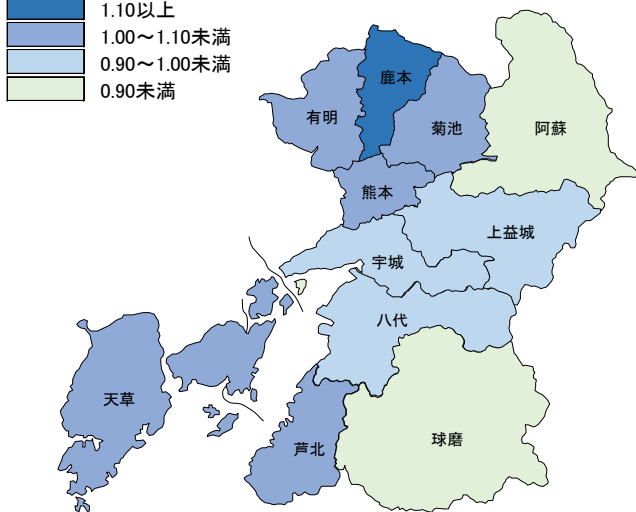 1.10以上
1.00～1.10未満
0.90～1.00未満
0.90未満
鹿本
有明
菊池
阿蘇
熊本
上益城
宇城
八代
天草
芦北
球磨